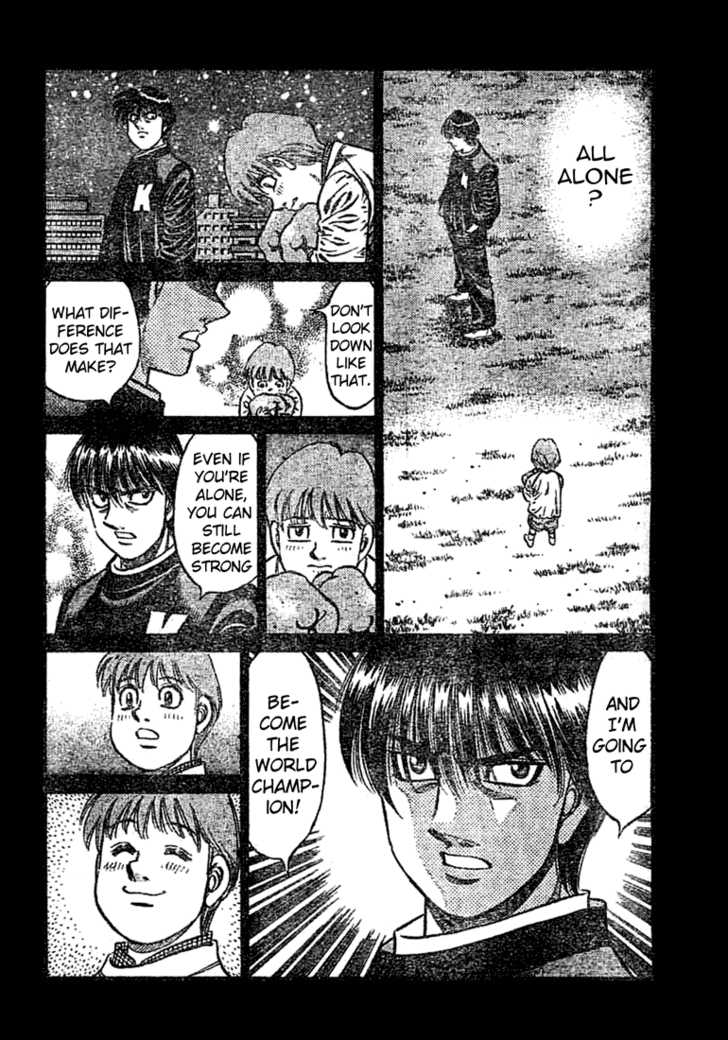 ALL
ALONE
?
K
DON'T
LOOK
DOWN
LIKE
THAT.
WHAT DIF-
FERENCE
DOES THAT
MAKE?
EVEN IF
YOU'RE
ALONE,
YOU CAN
STILL
BECOME
STRONG
AND
I'M
GOING
TO
BE-
COME
THE
WORLD
CHAMP-
ION!